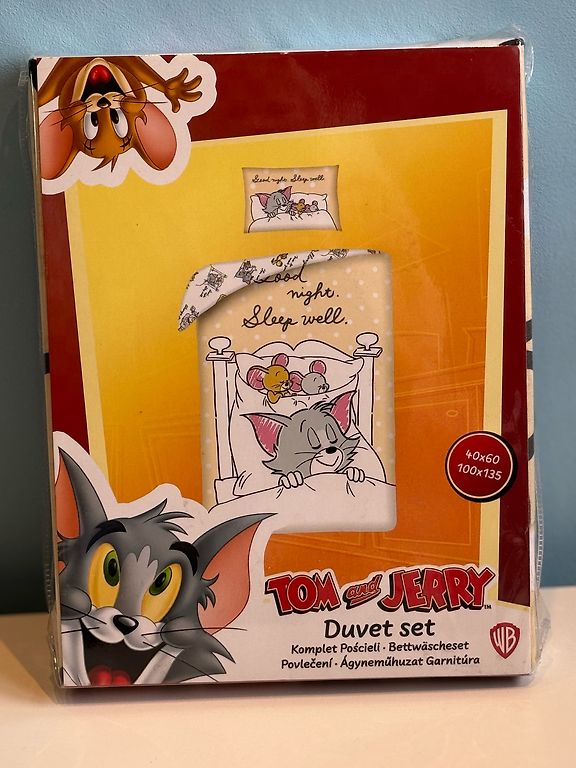 Good night. Sleep well.
Good
night.
Sleep well.
40x60
100x135
TOM and JERRY™
Duvet set
Komplet Pościeli · Bettwäscheset
Povlečení · Ágyneműhuzat Garnitúra
WB